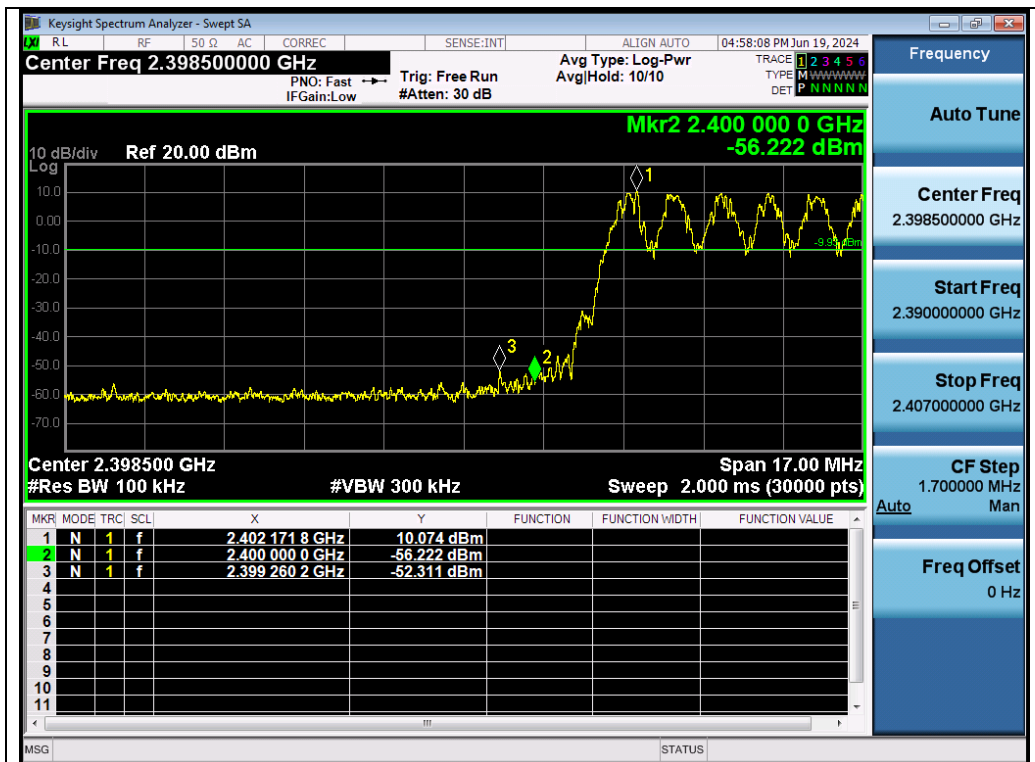 Keysight Spectrum Analyzer - Swept SA
LXI RL RF 50 Ω AC CORREC SENSE:INT ALIGN AUTO 04:58:08 PM Jun 19, 2024
Center Freq 2.398500000 GHz
PNO: Fast
IFGain:Low
Trig: Free Run
#Atten: 30 dB
Avg Type: Log-Pwr
Avg|Hold: 10/10
TRACE 1 2 3 4 5 6
TYPE M W W W W W
DET P N N N N N
Mkr2 2.400 000 0 GHz
-56.222 dBm
10 dB/div Ref 20.00 dBm
Log
10.0
0.00
-10.0
-20.0
-30.0
-40.0
-50.0
-60.0
-70.0
1
2
3
Center 2.398500 GHz Span 17.00 MHz
#Res BW 100 kHz #VBW 300 kHz Sweep 2.000 ms (30000 pts)
MKR MODE TRC SCL X Y FUNCTION FUNCTION WIDTH FUNCTION VALUE
1 N 1 f 2.402 171 8 GHz 10.074 dBm
2 N 1 f 2.400 000 0 GHz -56.222 dBm
3 N 1 f 2.399 260 2 GHz -52.311 dBm
4
5
6
7
8
9
10
11
MSG STATUS
Frequency
Auto Tune
Center Freq
2.398500000 GHz
Start Freq
2.390000000 GHz
Stop Freq
2.407000000 GHz
CF Step
1.700000 MHz
Auto Man
Freq Offset
0 Hz